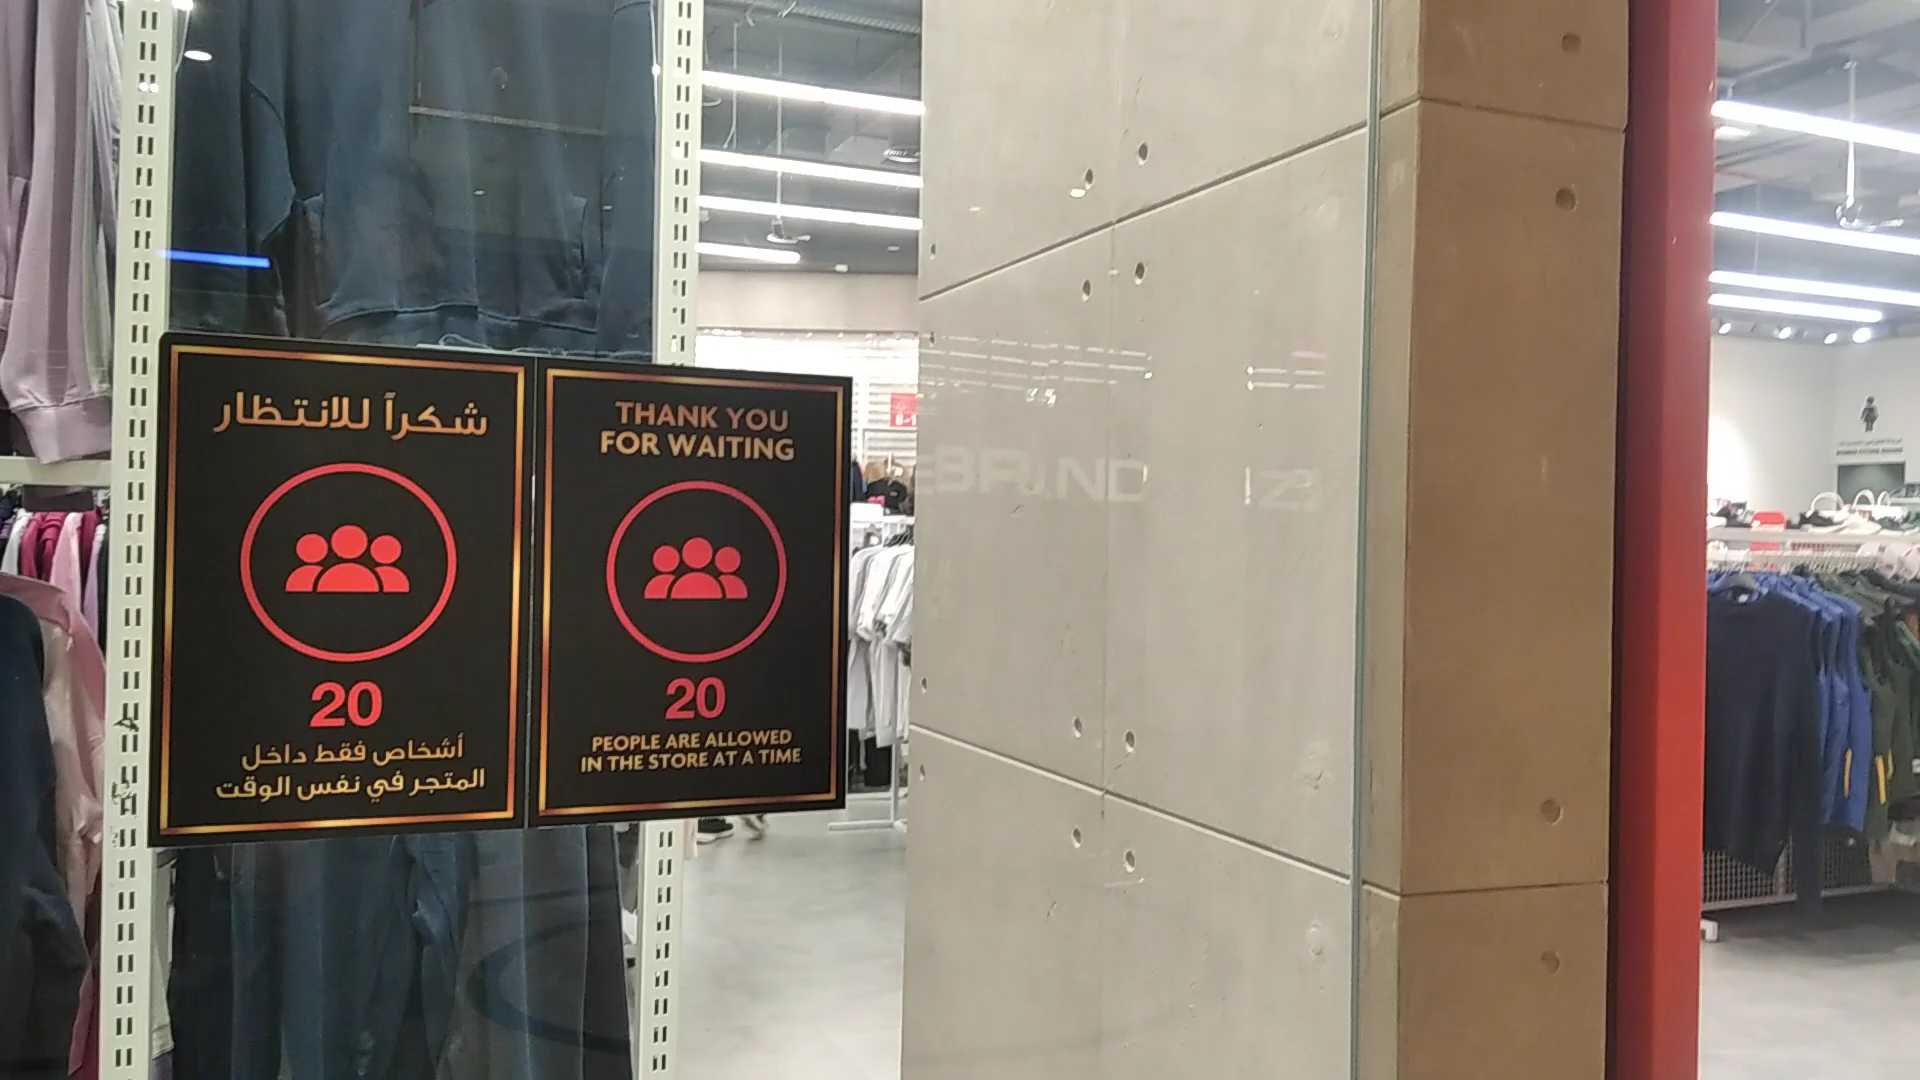 شكراً للانتظار
20
أشخاص فقط داخل
المتجر في نفس الوقت
THANK YOU
FOR WAITING
20
PEOPLE ARE ALLOWED
IN THE STORE AT A TIME